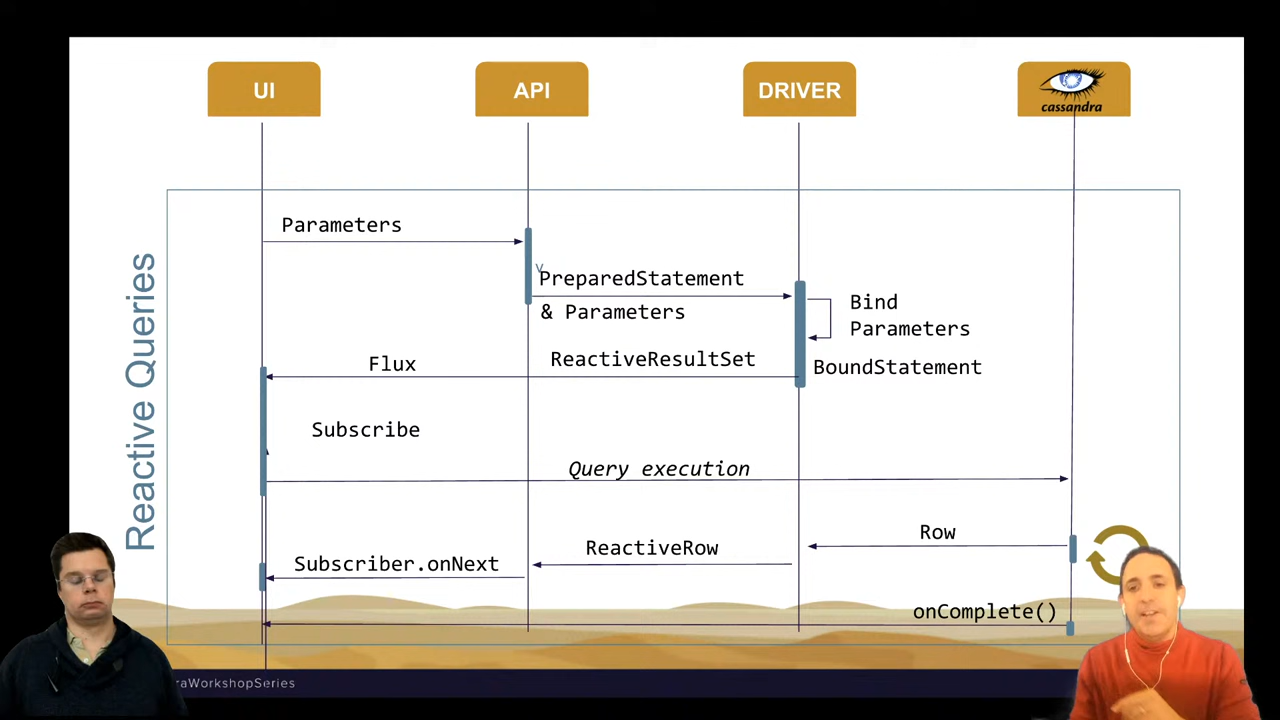 UI
API
DRIVER
cassandra
Reactive Queries
Parameters
v
PreparedStatement
& Parameters
Bind
Parameters
Flux
ReactiveResultSet
BoundStatement
Subscribe
Query execution
Row
ReactiveRow
Subscriber.onNext
onComplete()
raWorkshopSeries